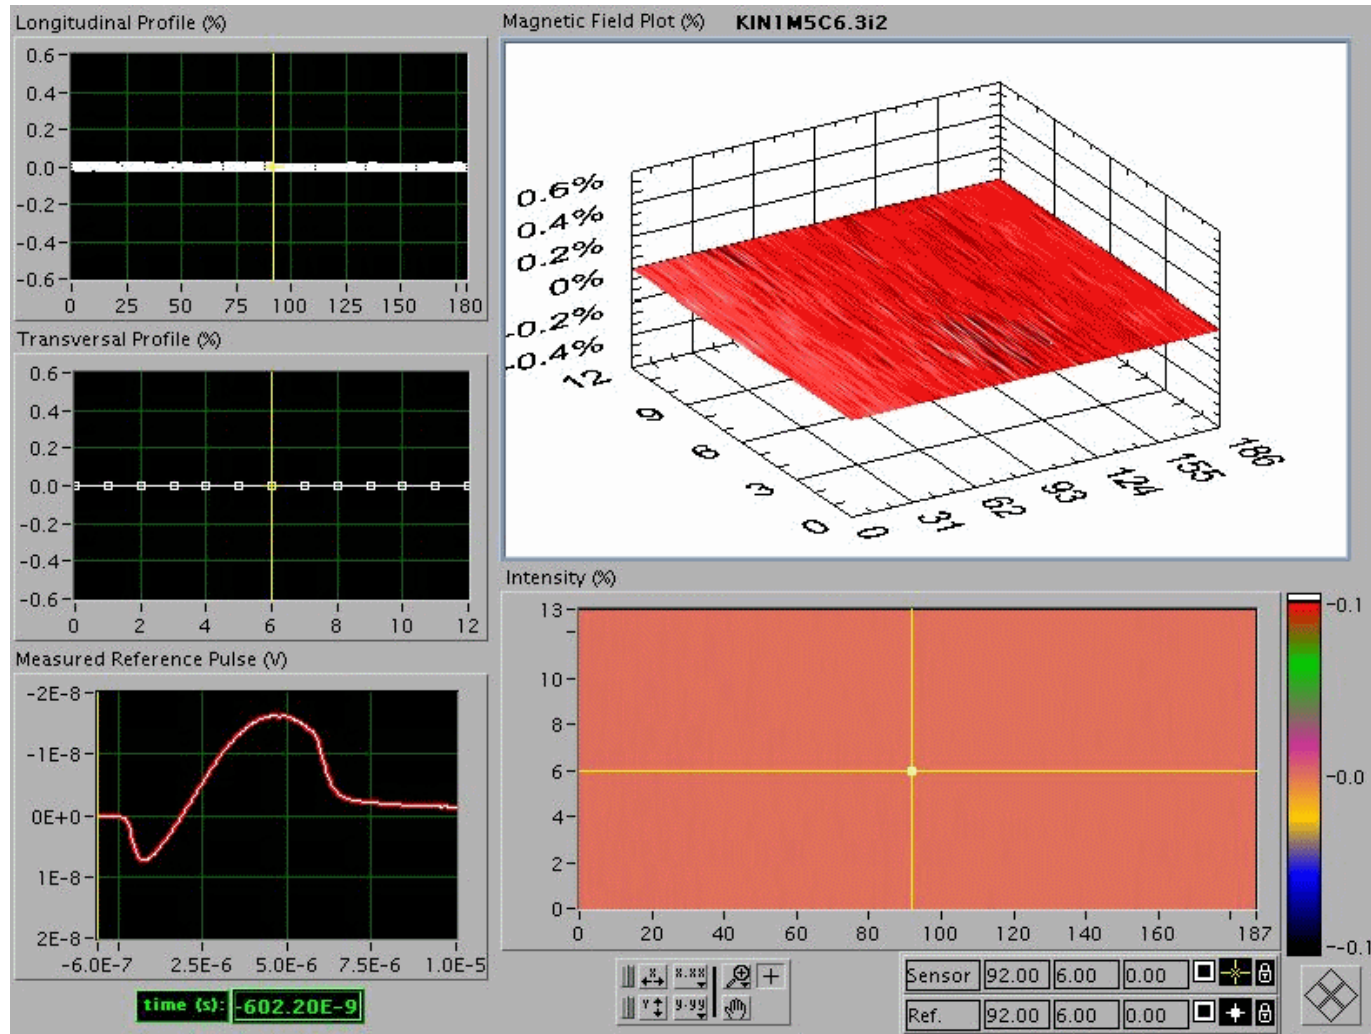 Longitudinal Profile (%)
0.6
0.4
0.2
0.0
-0.2
-0.4
-0.6
0 25 50 75 100 125 150 180
Transversal Profile (%)
0.6
0.4
0.2
0.0
-0.2
-0.4
-0.6
0 2 4 6 8 10 12
Measured Reference Pulse (V)
-2E-8
-1E-8
0E+0
1E-8
2E-8
-6.0E-7 2.5E-6 5.0E-6 7.5E-6 1.0E-5
time (s): -602.20E-9
Magnetic Field Plot (%) KIN1M5C6.3i2
0.6%
0.4%
0.2%
0%
-0.2%
-0.4%
12 9 6 3 0
0 31 62 93 124 155 186
Intensity (%)
13
10
8
6
4
2
0
0 20 40 60 80 100 120 140 160 187
0.1
0.0
-0.1
X X.XX
Y Y.YY
Sensor 92.00 6.00 0.00
Ref. 92.00 6.00 0.00